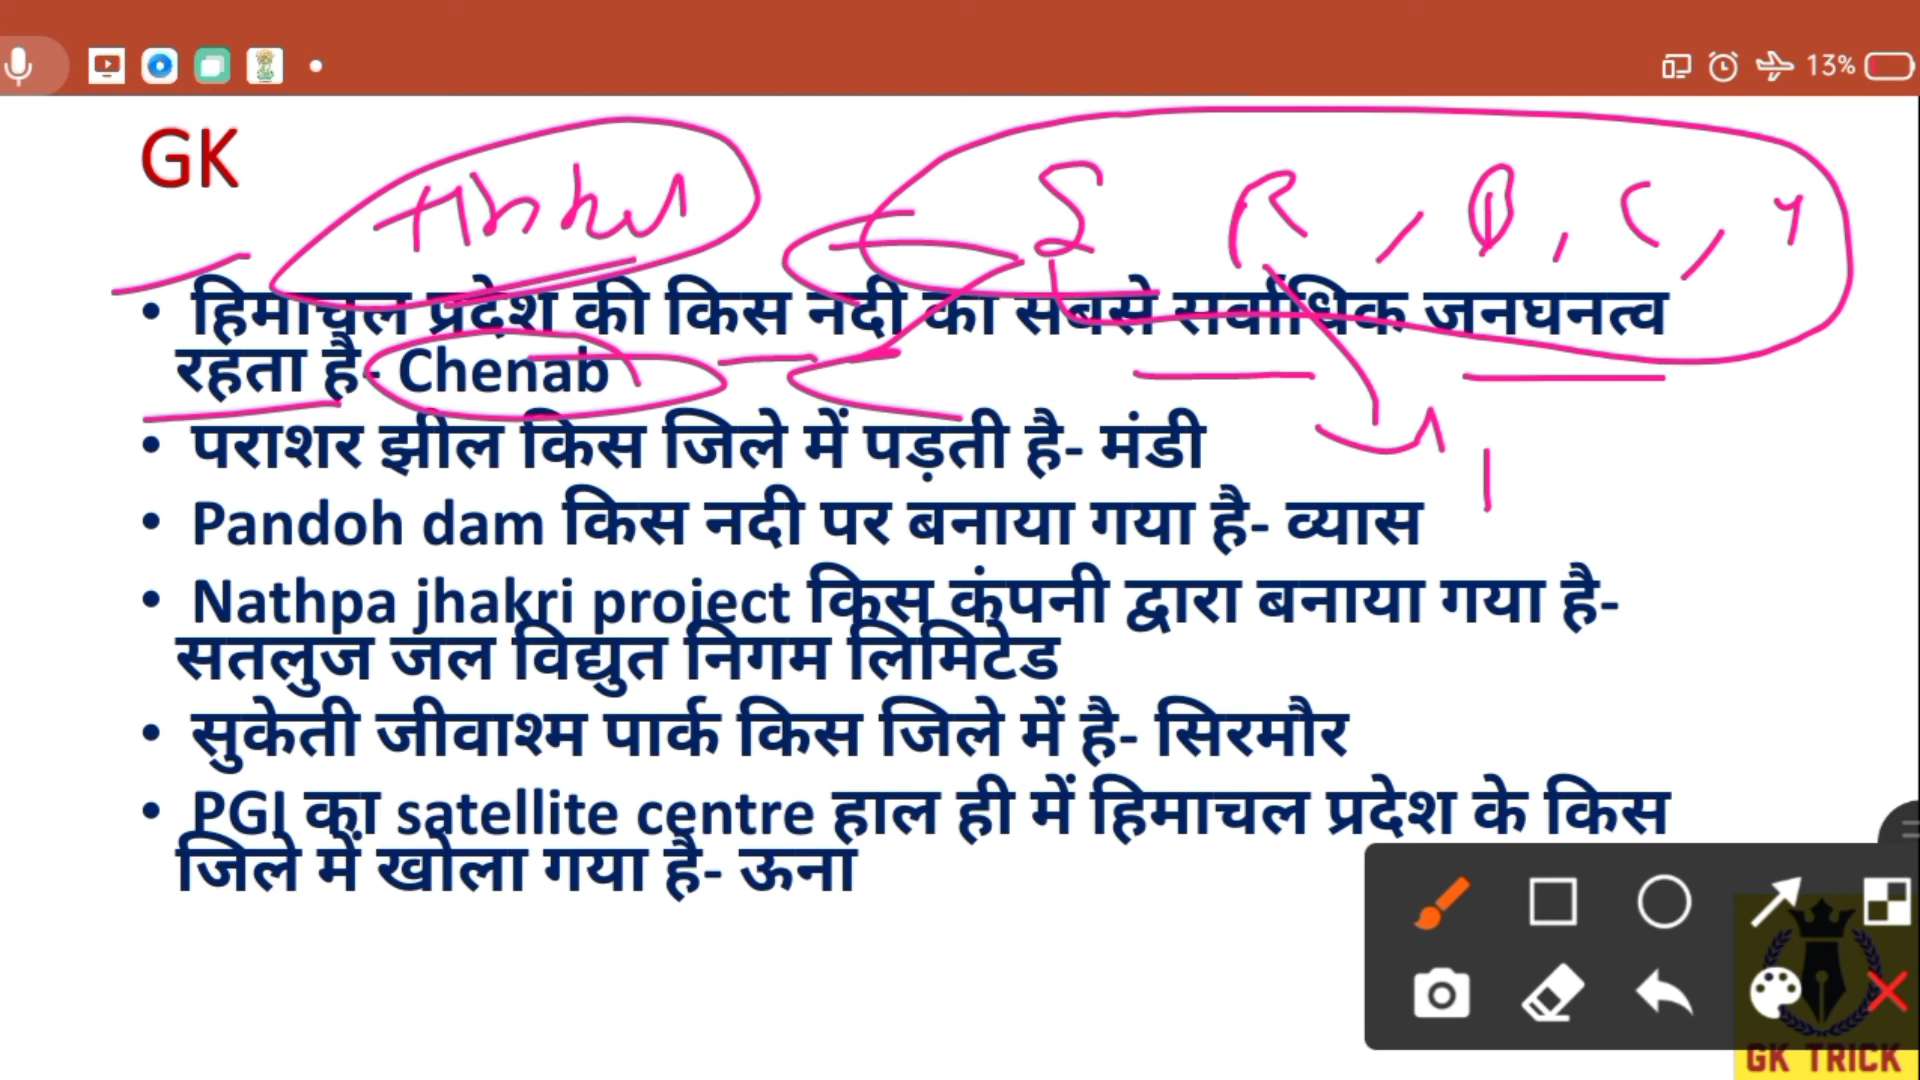 13%
GK
S R , B , C , Y
• हिमाचल प्रदेश की किस नदी का सबसे सर्वाधिक जनघनत्व
रहता है- Chenab
• पराशर झील किस जिले में पड़ती है- मंडी
• Pandoh dam किस नदी पर बनाया गया है- व्यास
• Nathpa jhakri project किस कंपनी द्वारा बनाया गया है-
सतलुज जल विद्युत निगम लिमिटेड
• सुकेती जीवाश्म पार्क किस जिले में है- सिरमौर
• PGI का satellite centre हाल ही में हिमाचल प्रदेश के किस
जिले में खोला गया है- ऊना
GK TRICK